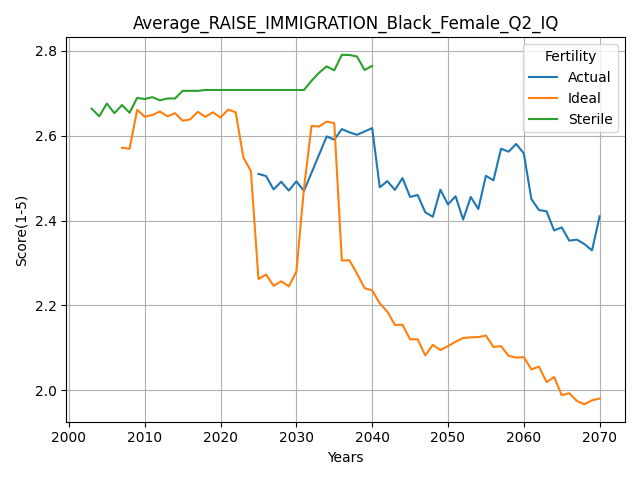 Average_RAISE_IMMIGRATION_Black_Female_Q2_IQ
Fertility
Actual
Ideal
Sterile
Score(1-5)
2.8
2.6
2.4
2.2
2.0
2000 2010 2020 2030 2040 2050 2060 2070
Years